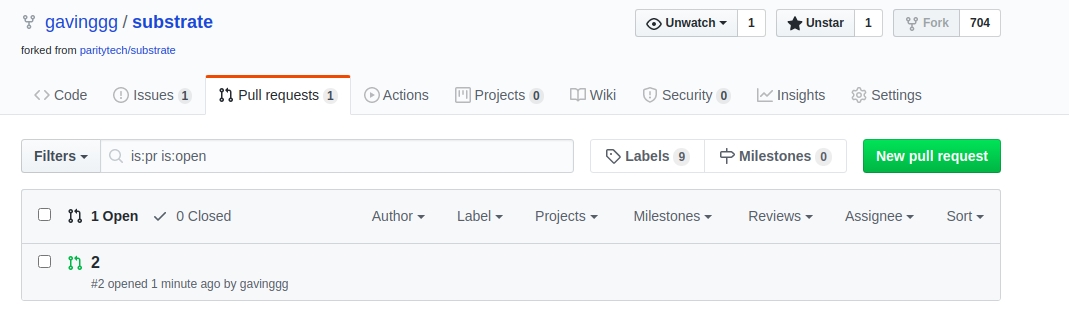 gavinggg / substrate
Unwatch 1 Unstar 1 Fork 704
forked from paritytech/substrate
Code Issues 1 Pull requests 1 Actions Projects 0 Wiki Security 0 Insights Settings
Filters is:pr is:open Labels 9 Milestones 0 New pull request
1 Open 0 Closed Author Label Projects Milestones Reviews Assignee Sort
2
#2 opened 1 minute ago by gavinggg